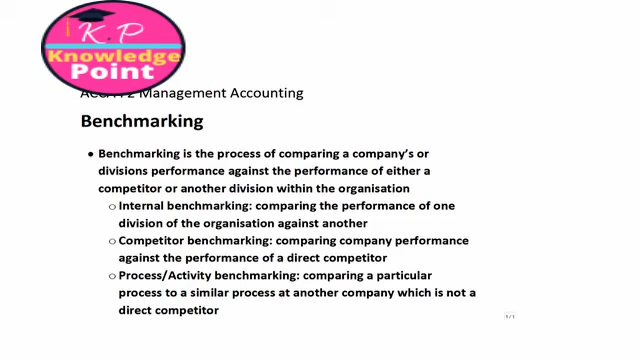 K.P
Knowledge
Point
Management Accounting
Benchmarking
• Benchmarking is the process of comparing a company's or
divisions performance against the performance of either a
competitor or another division within the organisation
o Internal benchmarking: comparing the performance of one
division of the organisation against another
o Competitor benchmarking: comparing company performance
against the performance of a direct competitor
o Process/Activity benchmarking: comparing a particular
process to a similar process at another company which is not a
direct competitor
1 / 1